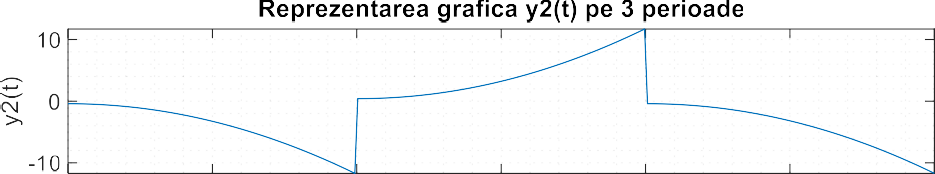 Reprezentarea grafica y2(t) pe 3 perioade
10
0
-10
y2(t)